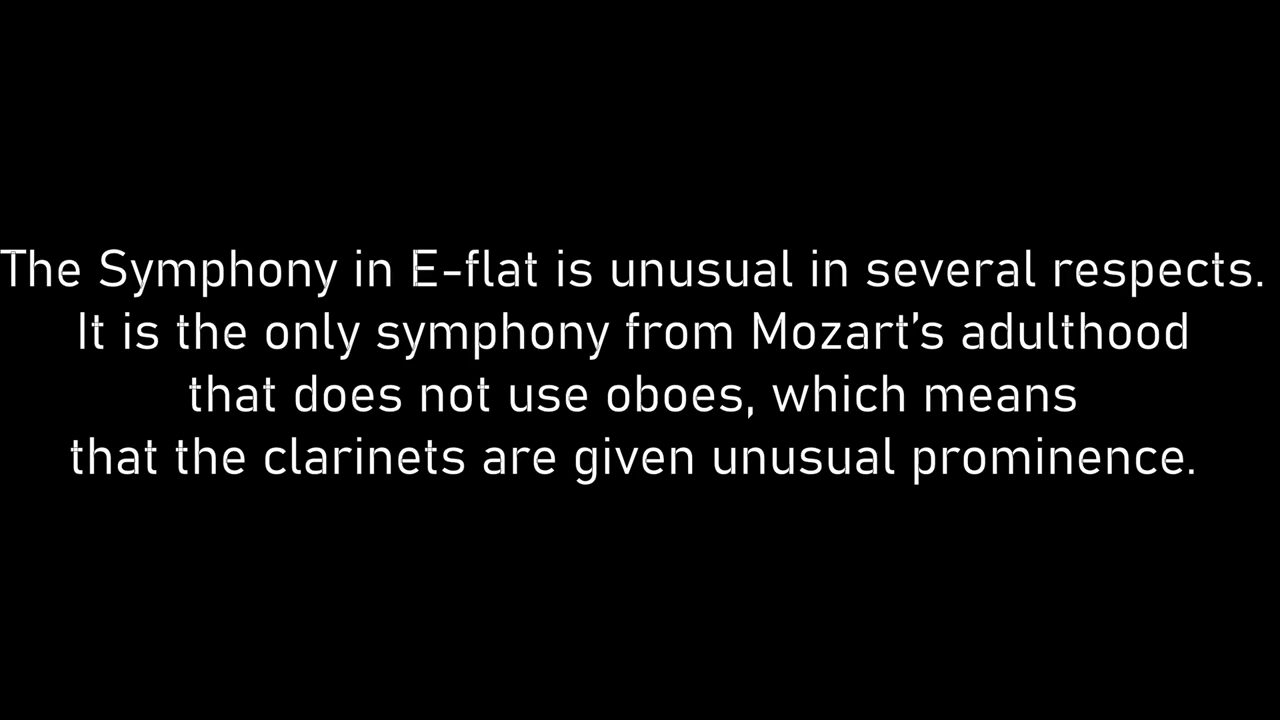 The Symphony in E-flat is unusual in several respects.
It is the only symphony from Mozart’s adulthood
that does not use oboes, which means
that the clarinets are given unusual prominence.